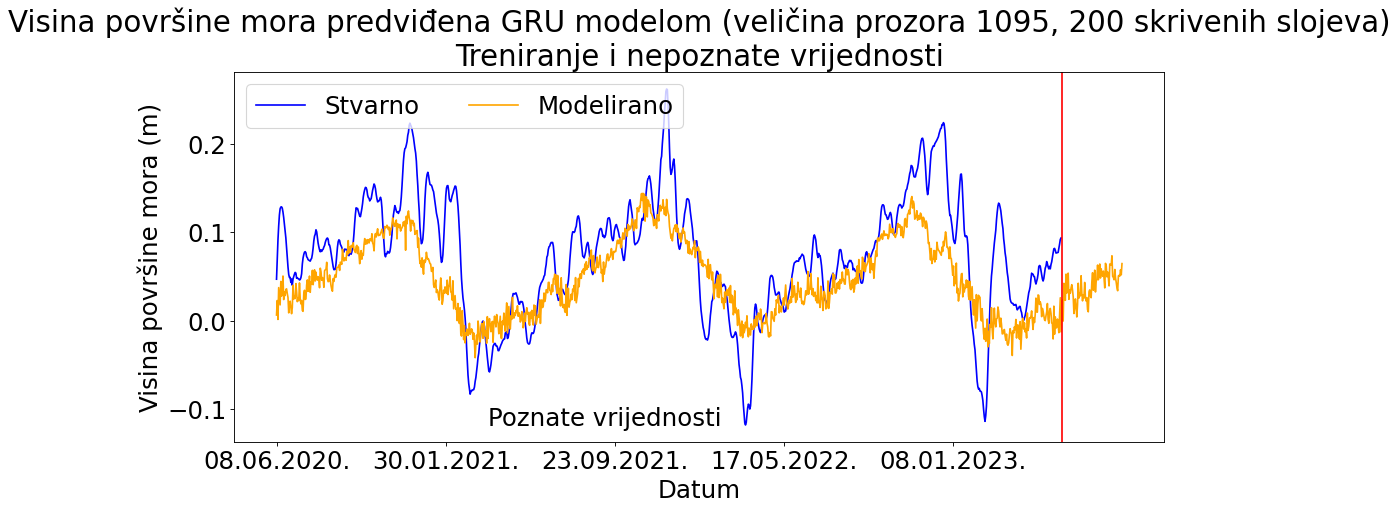 Visina površine mora predviđena GRU modelom (veličina prozora 1095, 200 skrivenih slojeva)
Treniranje i nepoznate vrijednosti
Stvarno Modelirano
Visina površine mora (m)
0.2
0.1
0.0
−0.1
Poznate vrijednosti
08.06.2020. 30.01.2021. 23.09.2021. 17.05.2022. 08.01.2023.
Datum